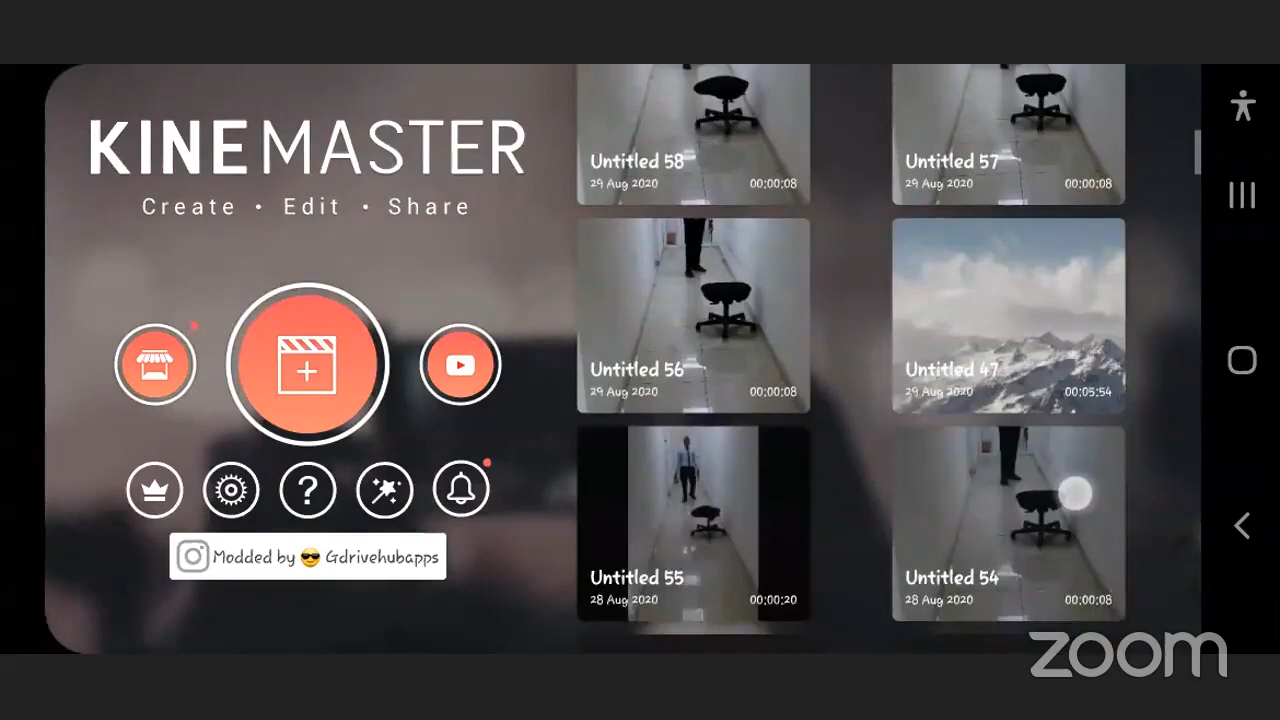 KINEMASTER
Create • Edit • Share
Modded by 😎 Gdrivehubapps
Untitled 58
29 Aug 2020 00:00:08
Untitled 57
29 Aug 2020 00:00:08
Untitled 56
29 Aug 2020 00:00:08
Untitled 47
29 Aug 2020 00:05:54
Untitled 55
28 Aug 2020 00:00:20
Untitled 54
28 Aug 2020 00:00:08
zoom